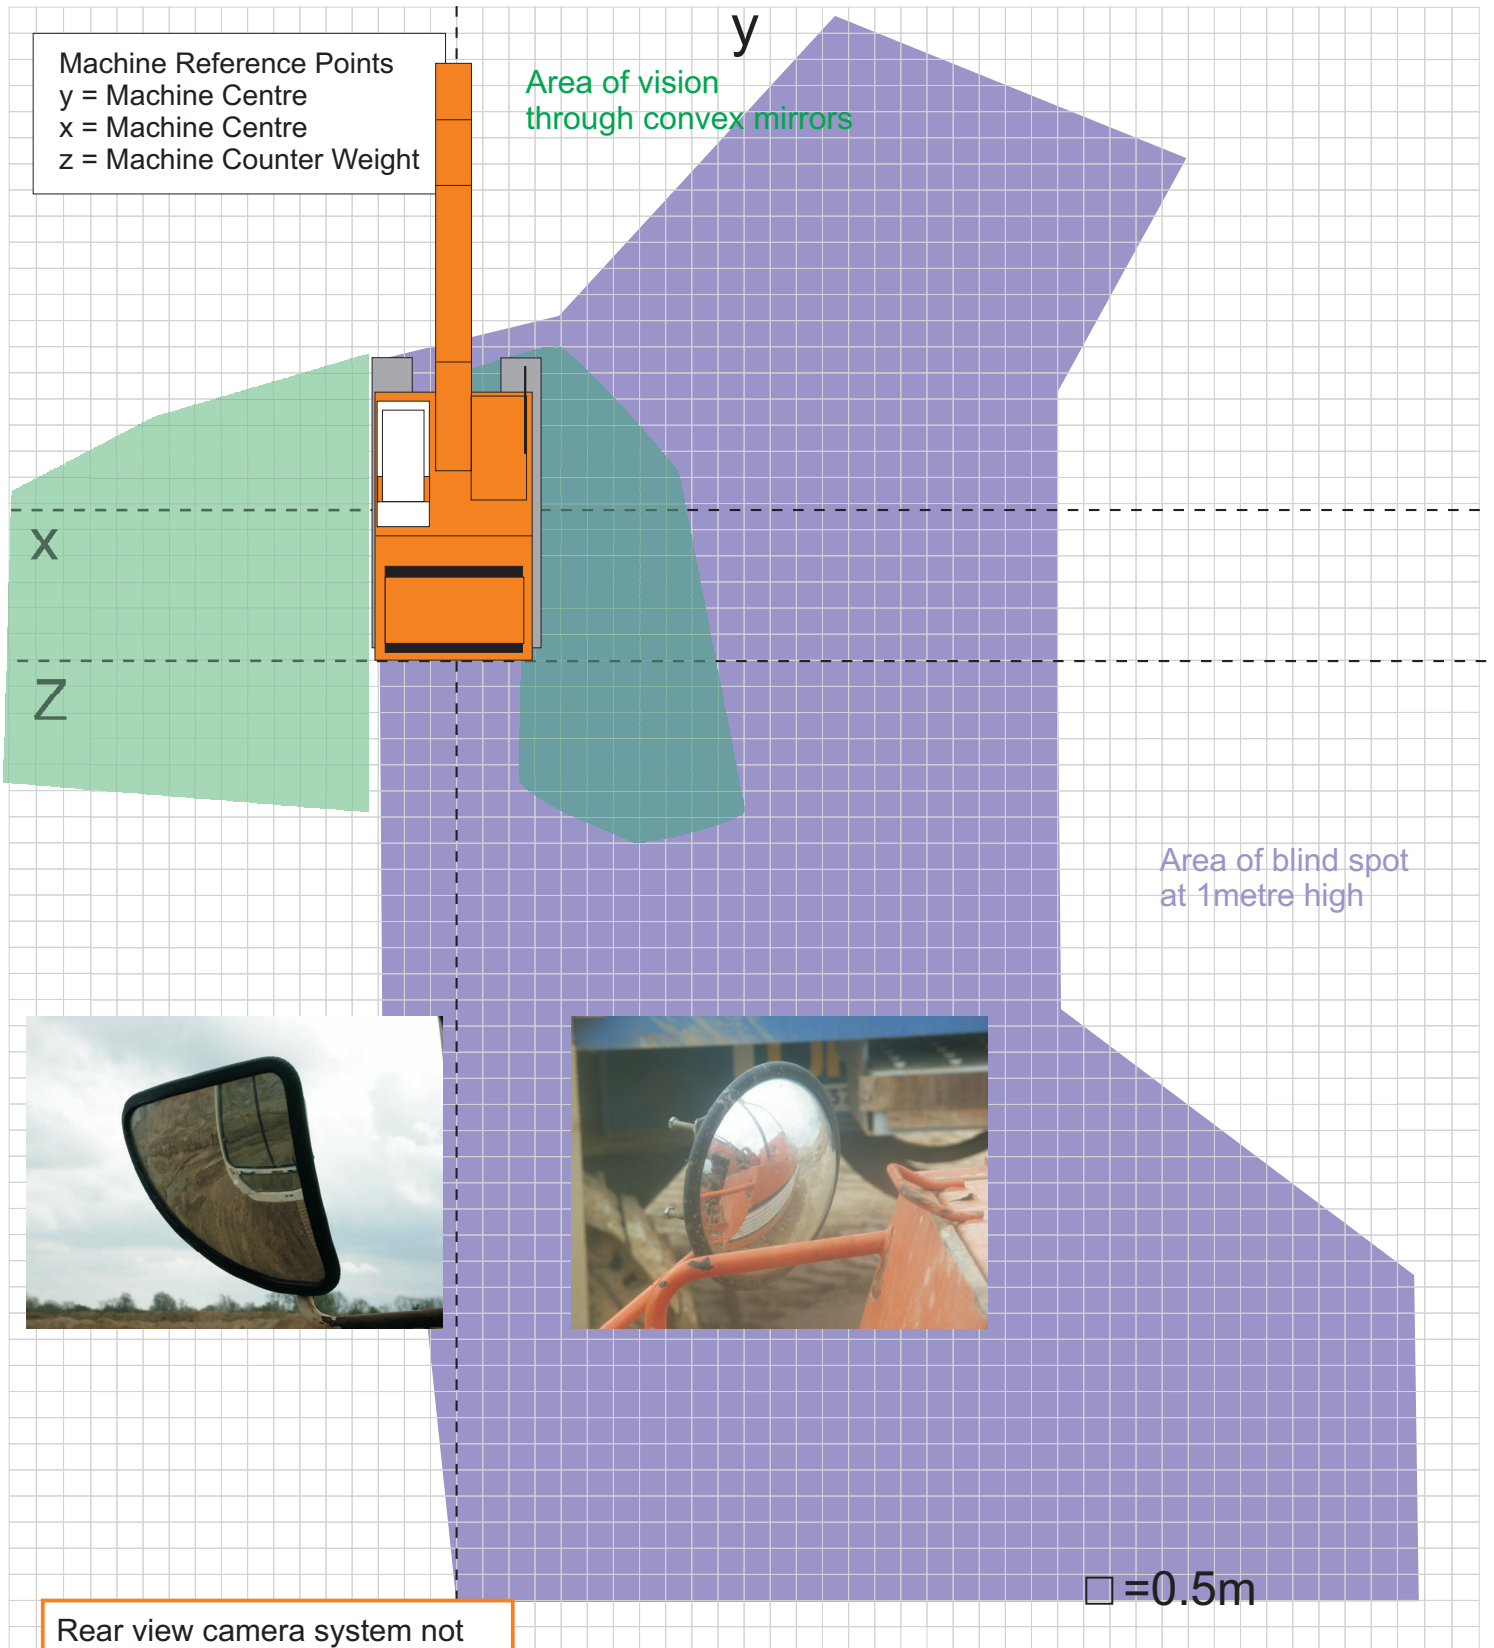 y
Machine Reference Points
y = Machine Centre
x = Machine Centre
z = Machine Counter Weight
Area of vision
through convex mirrors
x
Z
Area of blind spot
at 1metre high
=0.5m
Rear view camera system not